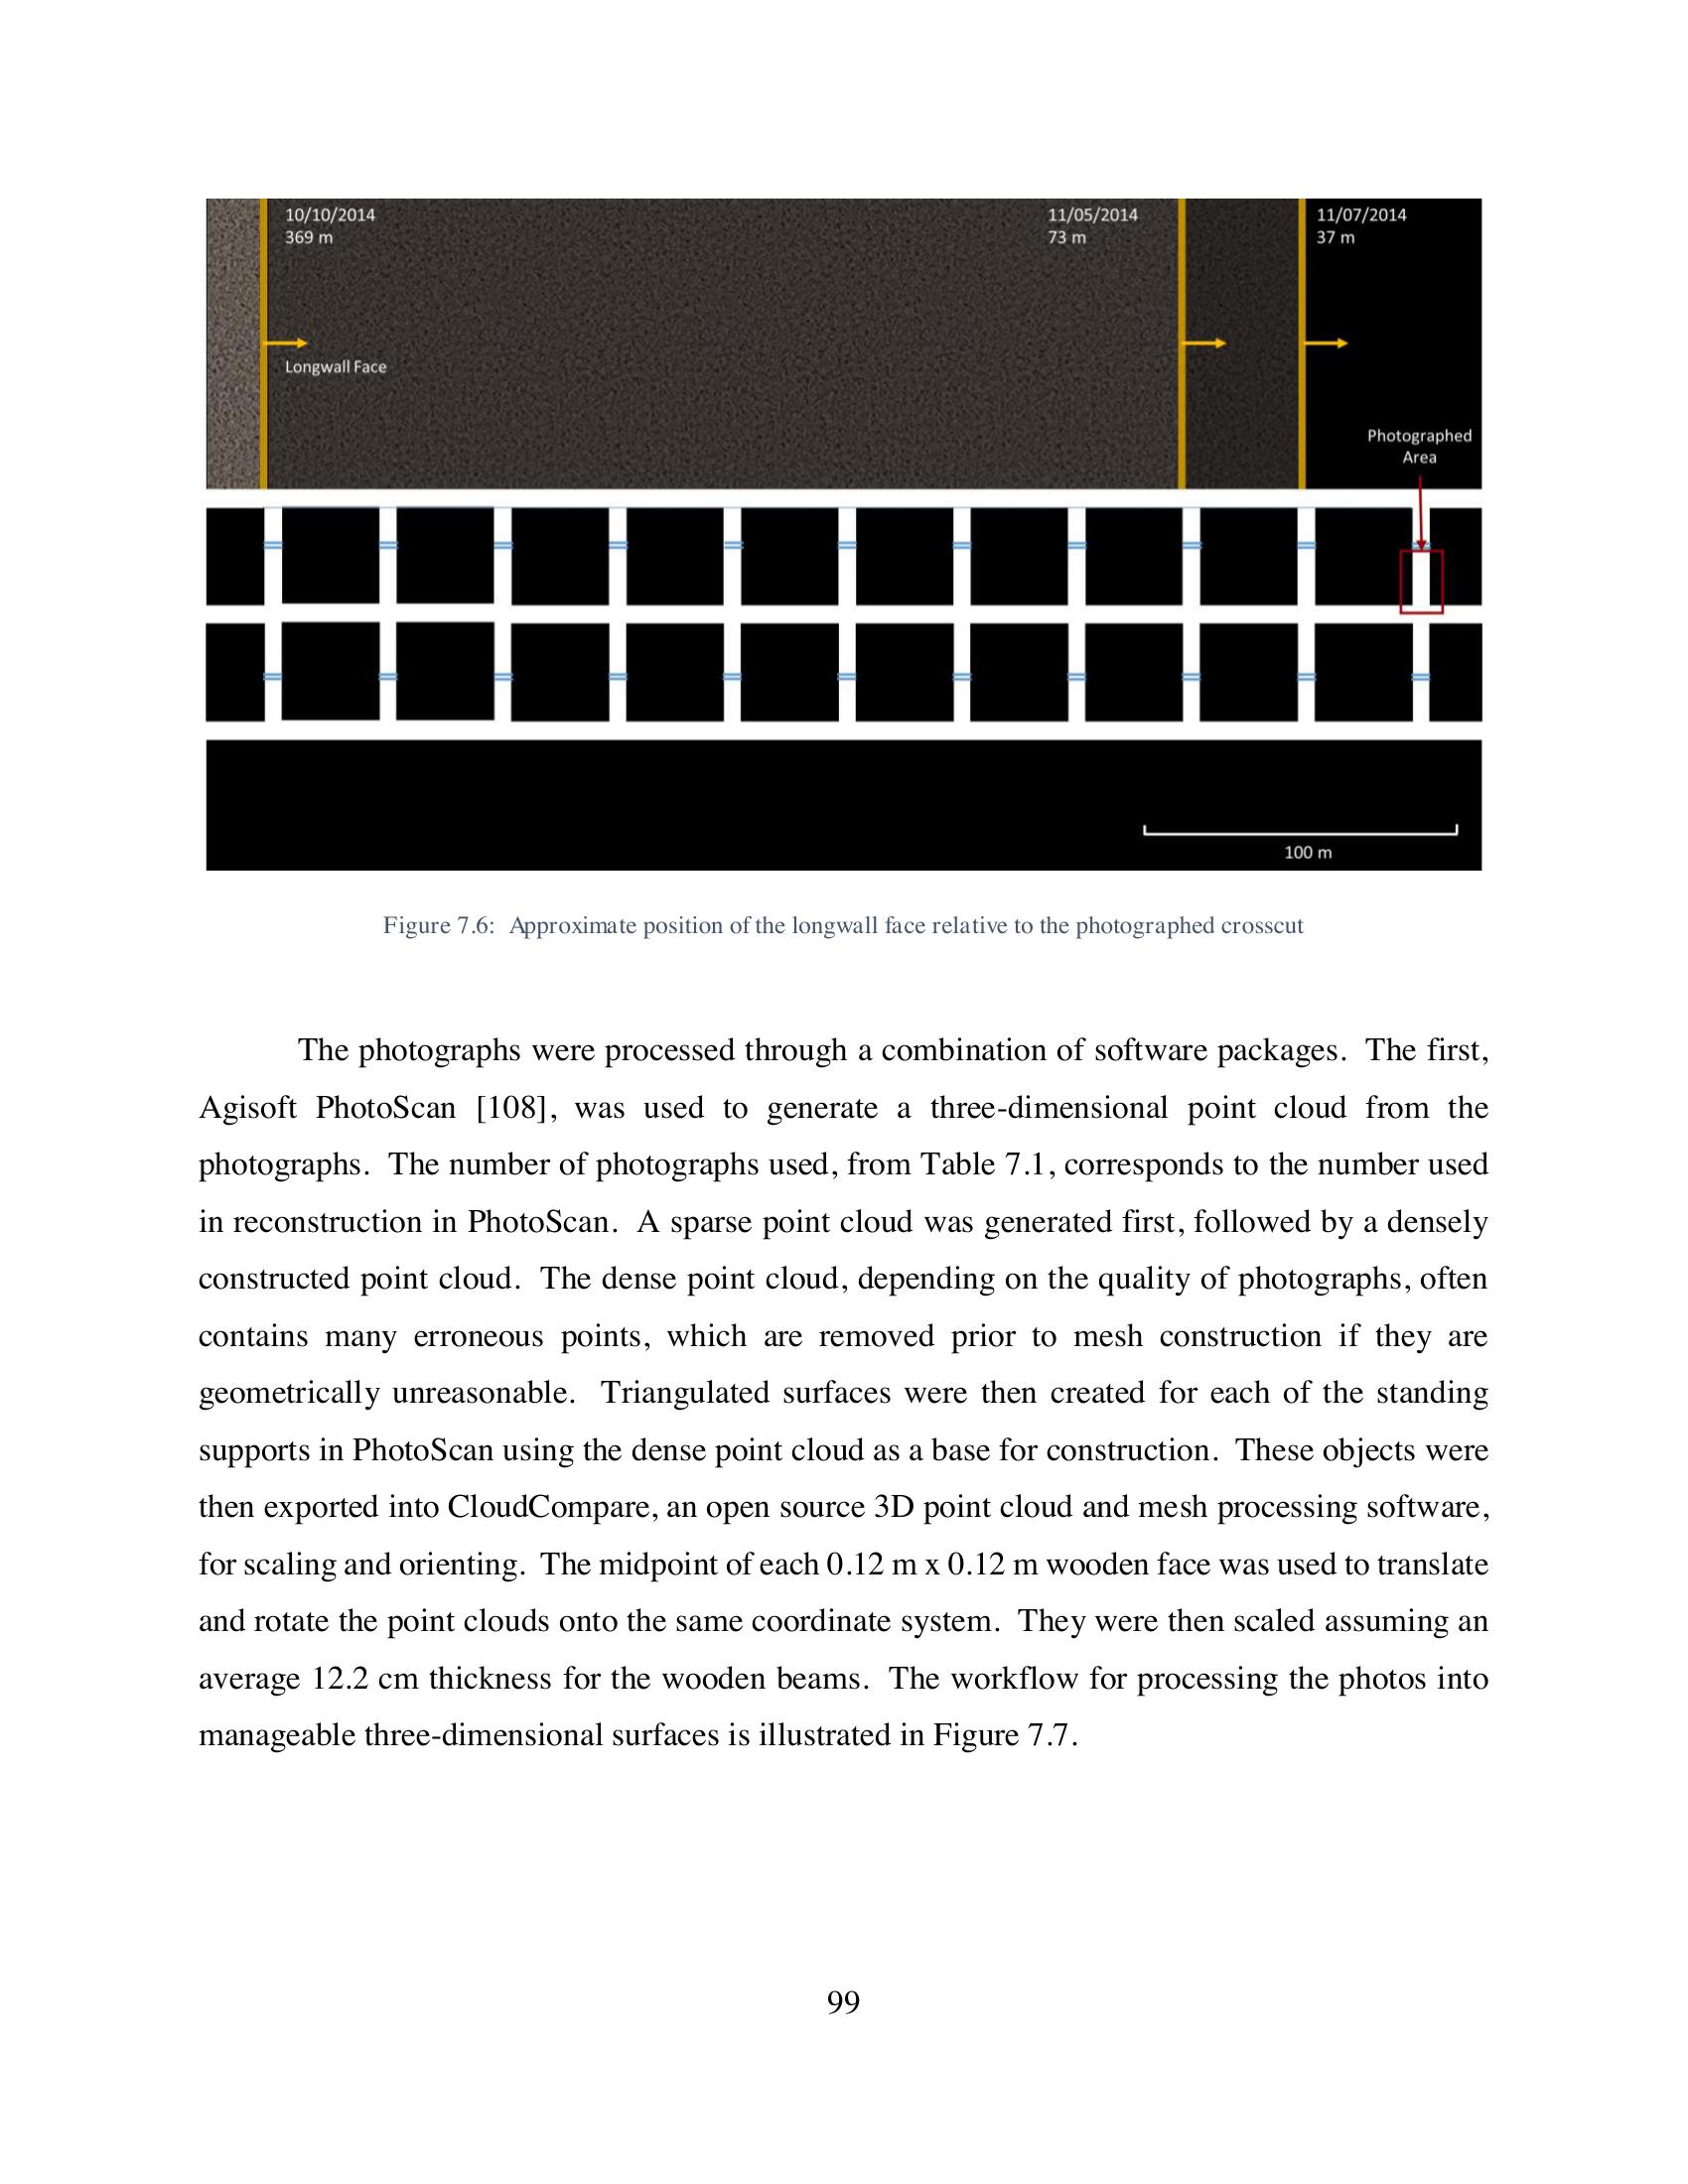 10/10/2014
369 m
11/05/2014
73 m
11/07/2014
37 m
Longwall Face
Photographed
Area
100 m
Figure 7.6:  Approximate position of the longwall face relative to the photographed crosscut
The photographs were processed through a combination of software packages.  The first,
Agisoft PhotoScan [108], was used to generate a three-dimensional point cloud from the
photographs.  The number of photographs used, from Table 7.1, corresponds to the number used
in reconstruction in PhotoScan.  A sparse point cloud was generated first, followed by a densely
constructed point cloud.  The dense point cloud, depending on the quality of photographs, often
contains many erroneous points, which are removed prior to mesh construction if they are
geometrically unreasonable.  Triangulated surfaces were then created for each of the standing
supports in PhotoScan using the dense point cloud as a base for construction.  These objects were
then exported into CloudCompare, an open source 3D point cloud and mesh processing software,
for scaling and orienting.  The midpoint of each 0.12 m x 0.12 m wooden face was used to translate
and rotate the point clouds onto the same coordinate system.  They were then scaled assuming an
average 12.2 cm thickness for the wooden beams.  The workflow for processing the photos into
manageable three-dimensional surfaces is illustrated in Figure 7.7.
99